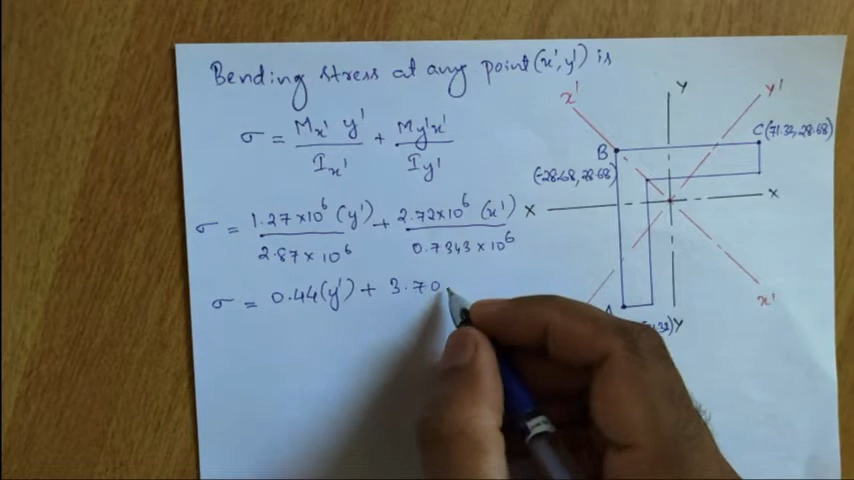 Bending stress at any point (x', y') is
σ = Mx' y' / Ix' + My' x' / Iy'
σ = 1.27 × 10⁶ (y') / 2.87 × 10⁶ + 2.72 × 10⁶ (x') / 0.7343 × 10⁶
σ = 0.44 (y') + 3.70
x'
Y
y'
B
C (71.32, 28.68)
(-28.68, 28.68)
X
X
A
Y
x'